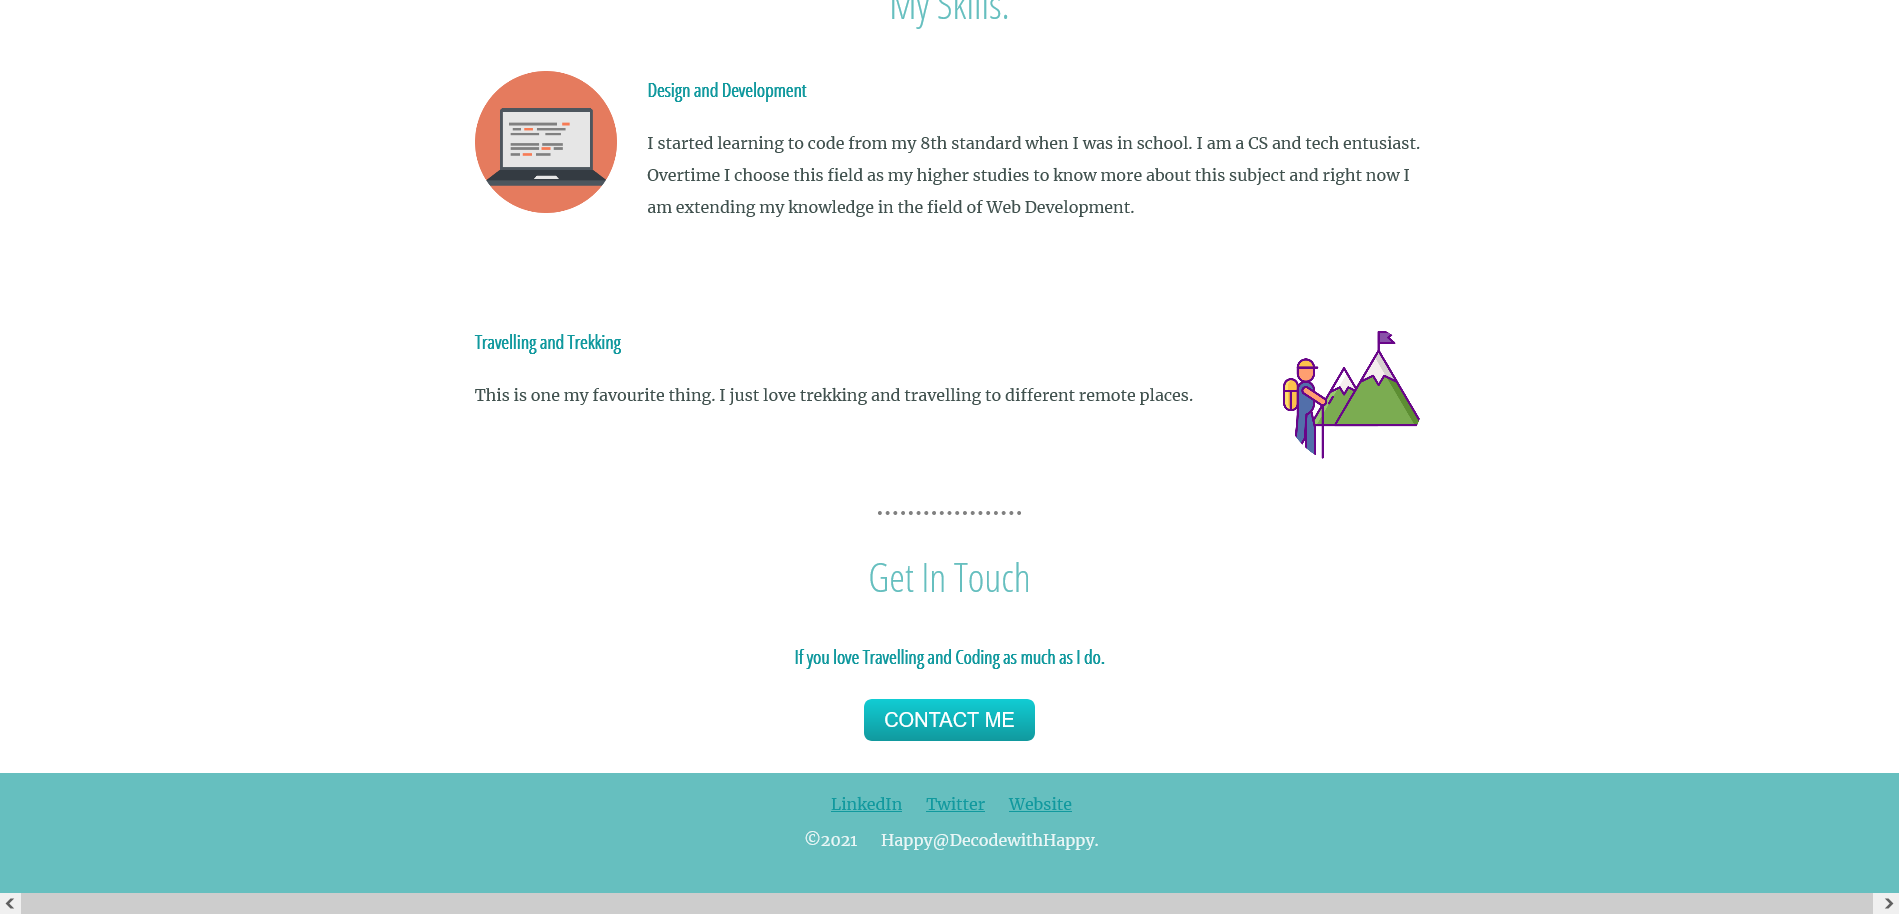 My Skills.
Design and Development
I started learning to code from my 8th standard when I was in school. I am a CS and tech entusiast.
Overtime I choose this field as my higher studies to know more about this subject and right now I
am extending my knowledge in the field of Web Development.
Travelling and Trekking
This is one my favourite thing. I just love trekking and travelling to different remote places.
Get In Touch
If you love Travelling and Coding as much as I do.
CONTACT ME
LinkedIn Twitter Website
©2021 Happy@DecodewithHappy.